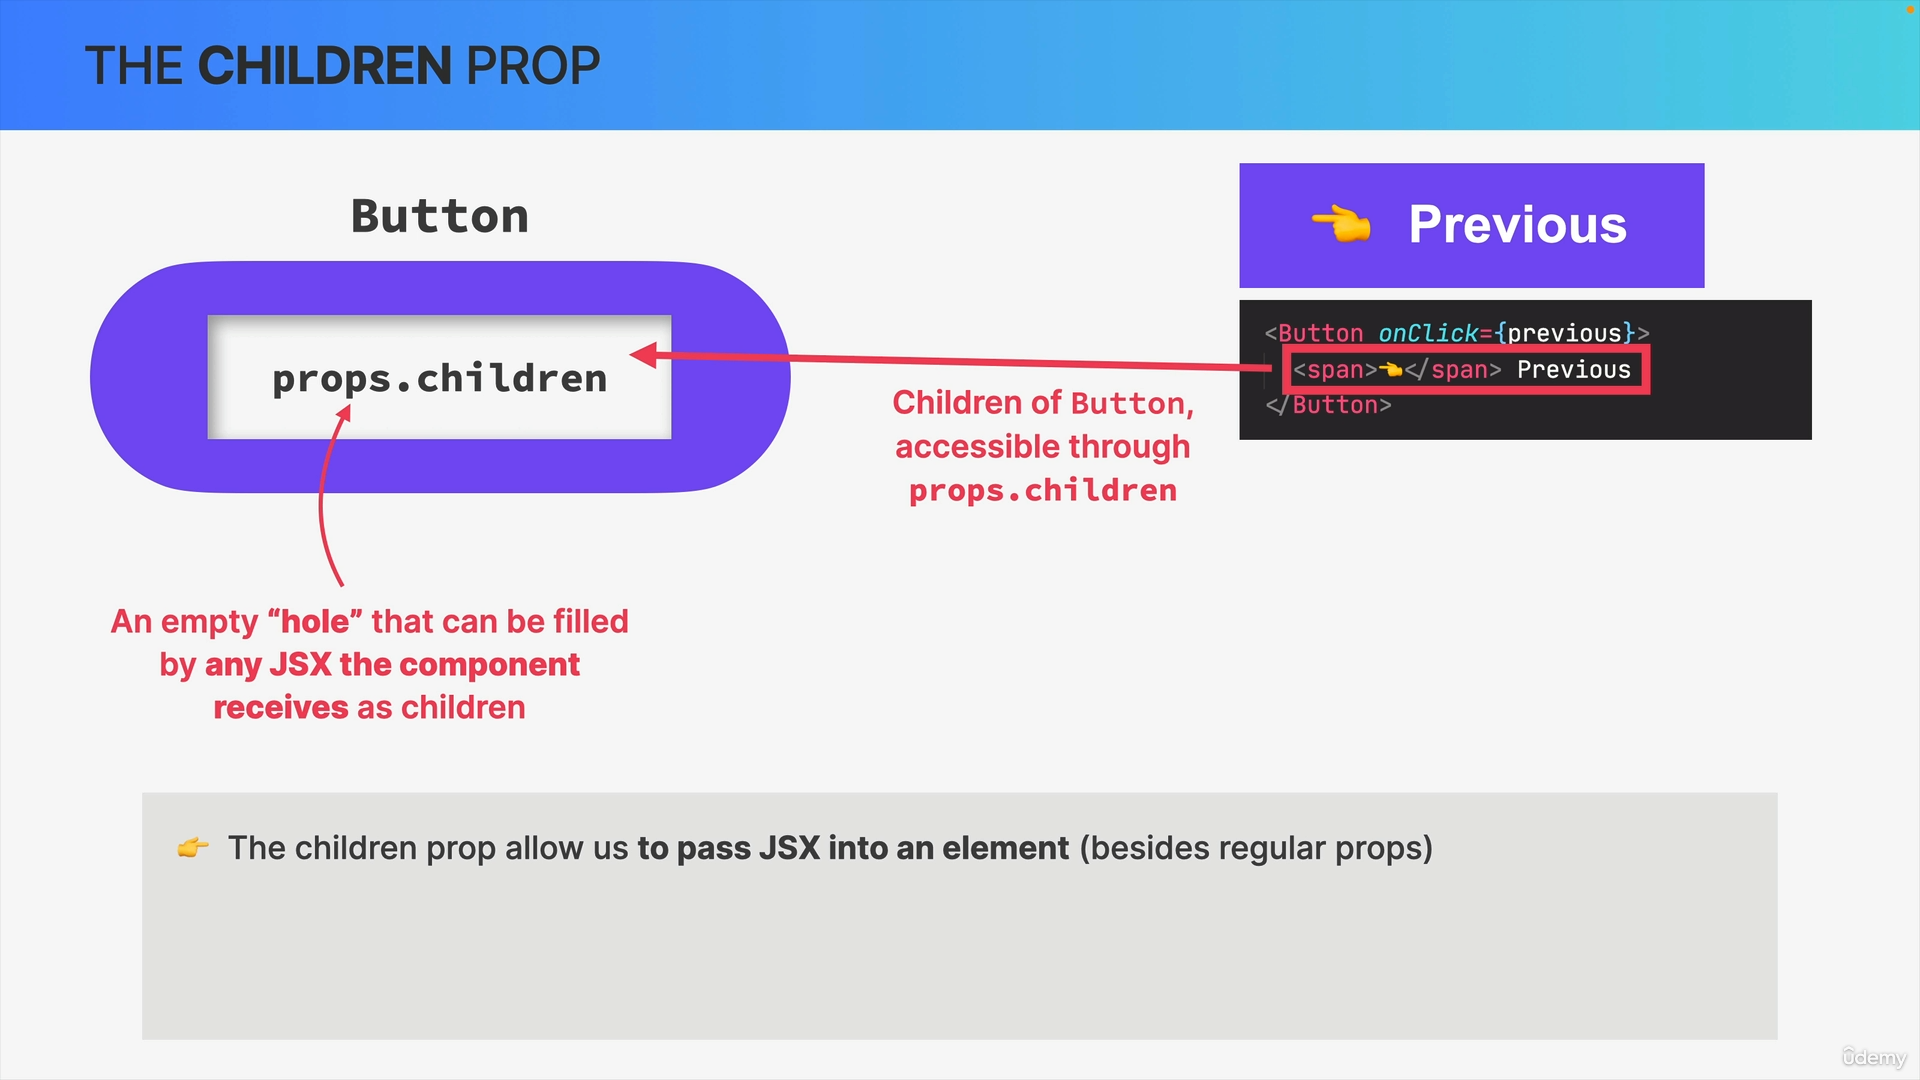 THE CHILDREN PROP
Button
props.children
An empty “hole” that can be filled
by any JSX the component
receives as children
Children of Button,
accessible through
props.children
👈 Previous
<Button onClick={previous}>
<span>👈</span> Previous
</Button>
👉 The children prop allow us to pass JSX into an element (besides regular props)
ûdemy